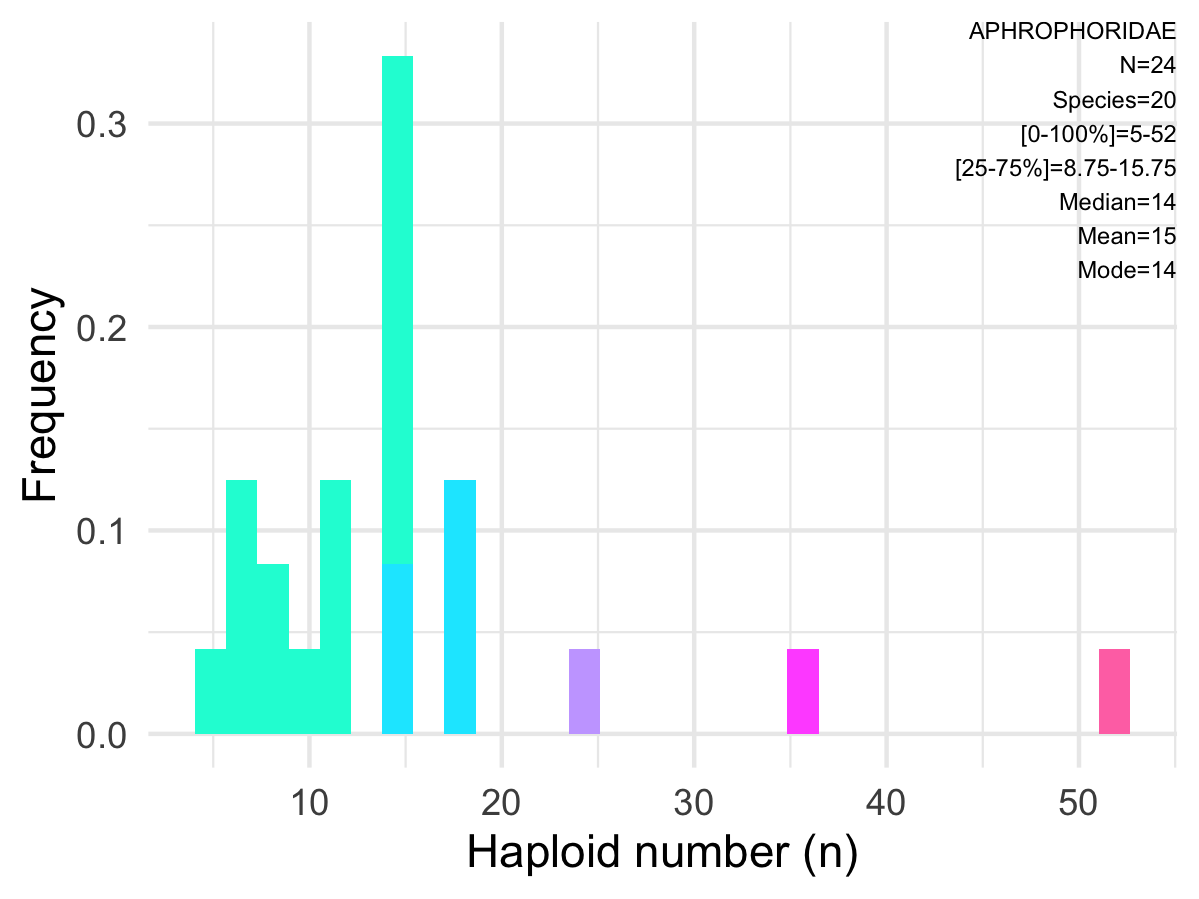 APHROPHORIDAE
N=24
Species=20
[0-100%]=5-52
[25-75%]=8.75-15.75
Median=14
Mean=15
Mode=14
Frequency
0.3
0.2
0.1
0.0
10 20 30 40 50
Haploid number (n)